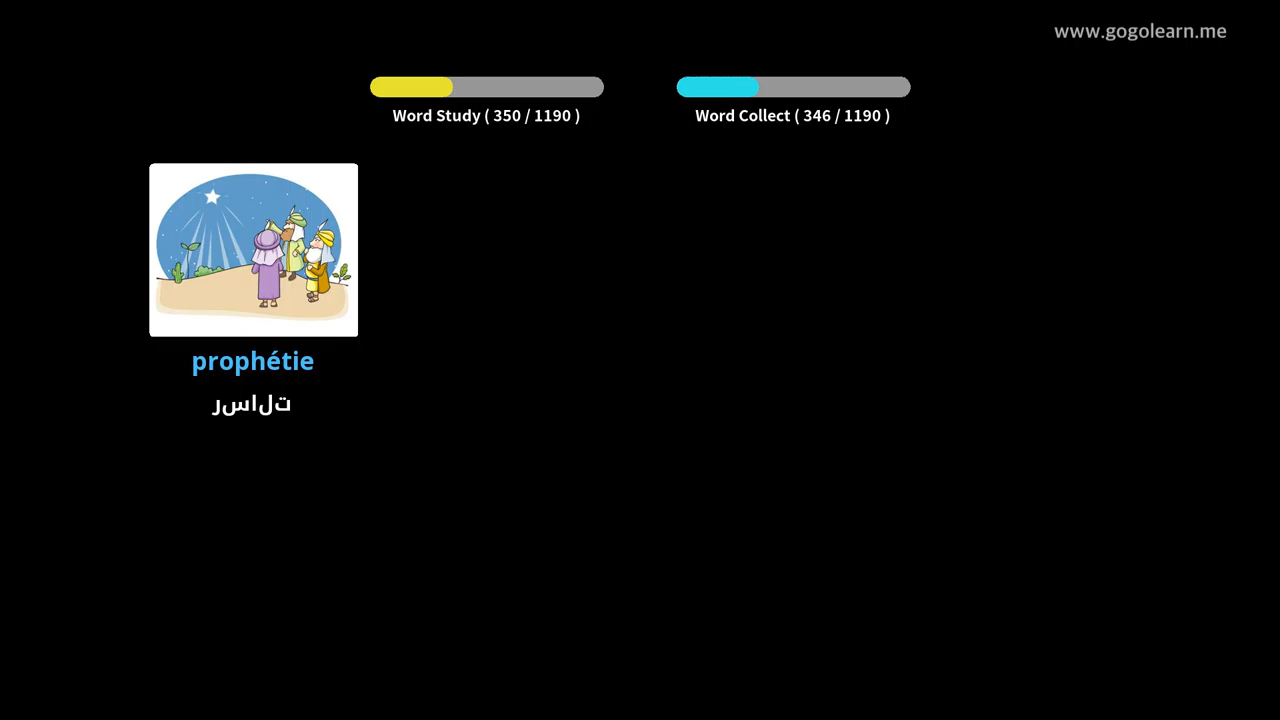 www.gogolearn.me
Word Study ( 350 / 1190 )
Word Collect ( 346 / 1190 )
prophétie
رسالت